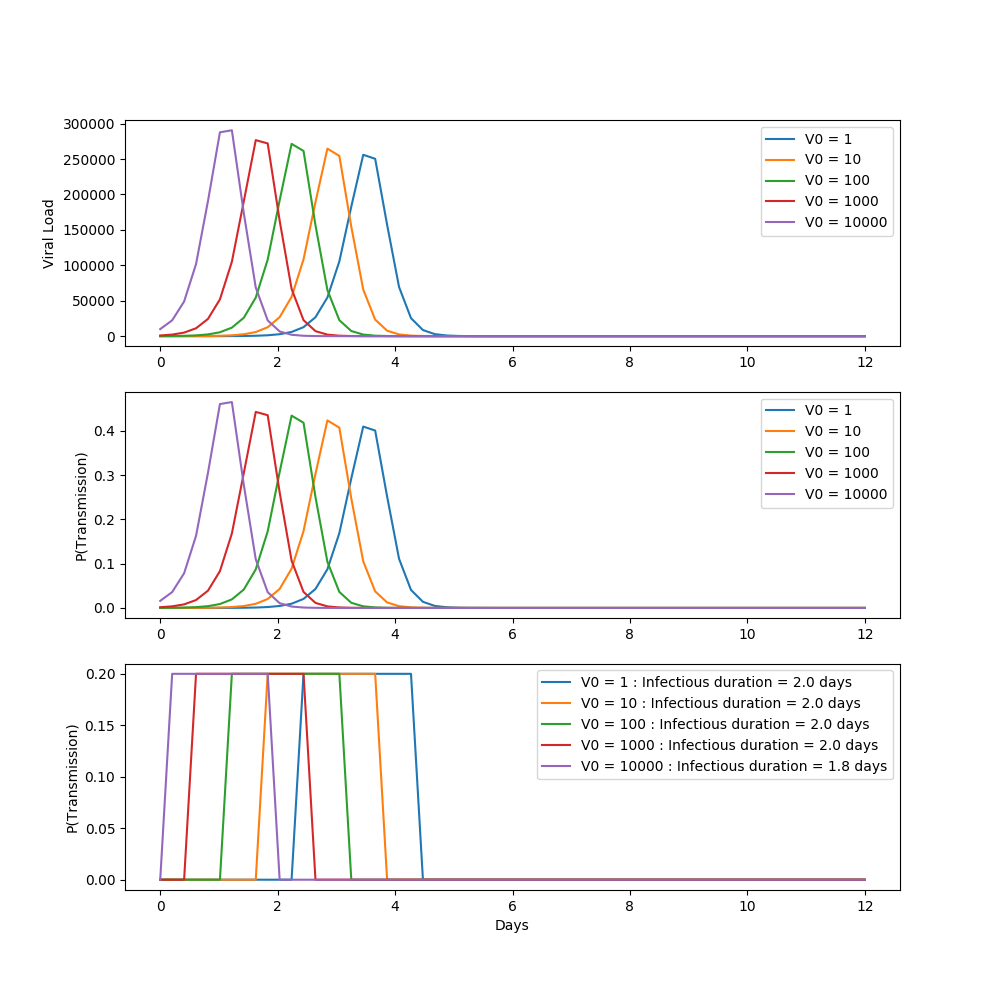 300000
250000
200000
150000
100000
50000
0
Viral Load
V0 = 1
V0 = 10
V0 = 100
V0 = 1000
V0 = 10000
0 2 4 6 8 10 12
0.4
0.3
0.2
0.1
0.0
P(Transmission)
V0 = 1
V0 = 10
V0 = 100
V0 = 1000
V0 = 10000
0 2 4 6 8 10 12
0.20
0.15
0.10
0.05
0.00
P(Transmission)
V0 = 1 : Infectious duration = 2.0 days
V0 = 10 : Infectious duration = 2.0 days
V0 = 100 : Infectious duration = 2.0 days
V0 = 1000 : Infectious duration = 2.0 days
V0 = 10000 : Infectious duration = 1.8 days
0 2 4 6 8 10 12
Days